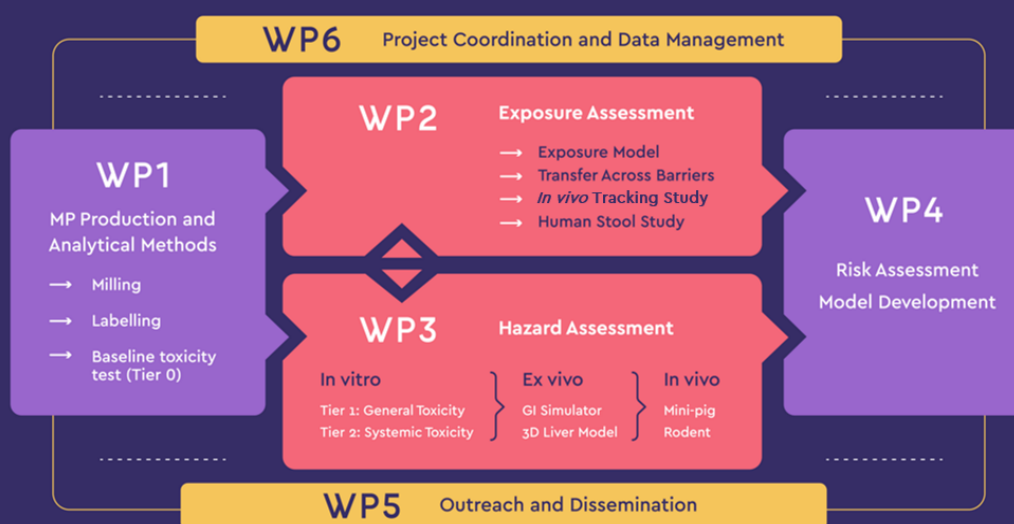 WP6 Project Coordination and Data Management
WP1
MP Production and
Analytical Methods
→ Milling
→ Labelling
→ Baseline toxicity
test (Tier 0)
WP2 Exposure Assessment
→ Exposure Model
→ Transfer Across Barriers
→ In vivo Tracking Study
→ Human Stool Study
WP3 Hazard Assessment
In vitro
Tier 1: General Toxicity
Tier 2: Systemic Toxicity
Ex vivo
GI Simulator
3D Liver Model
In vivo
Mini-pig
Rodent
WP4
Risk Assessment
Model Development
WP5 Outreach and Dissemination